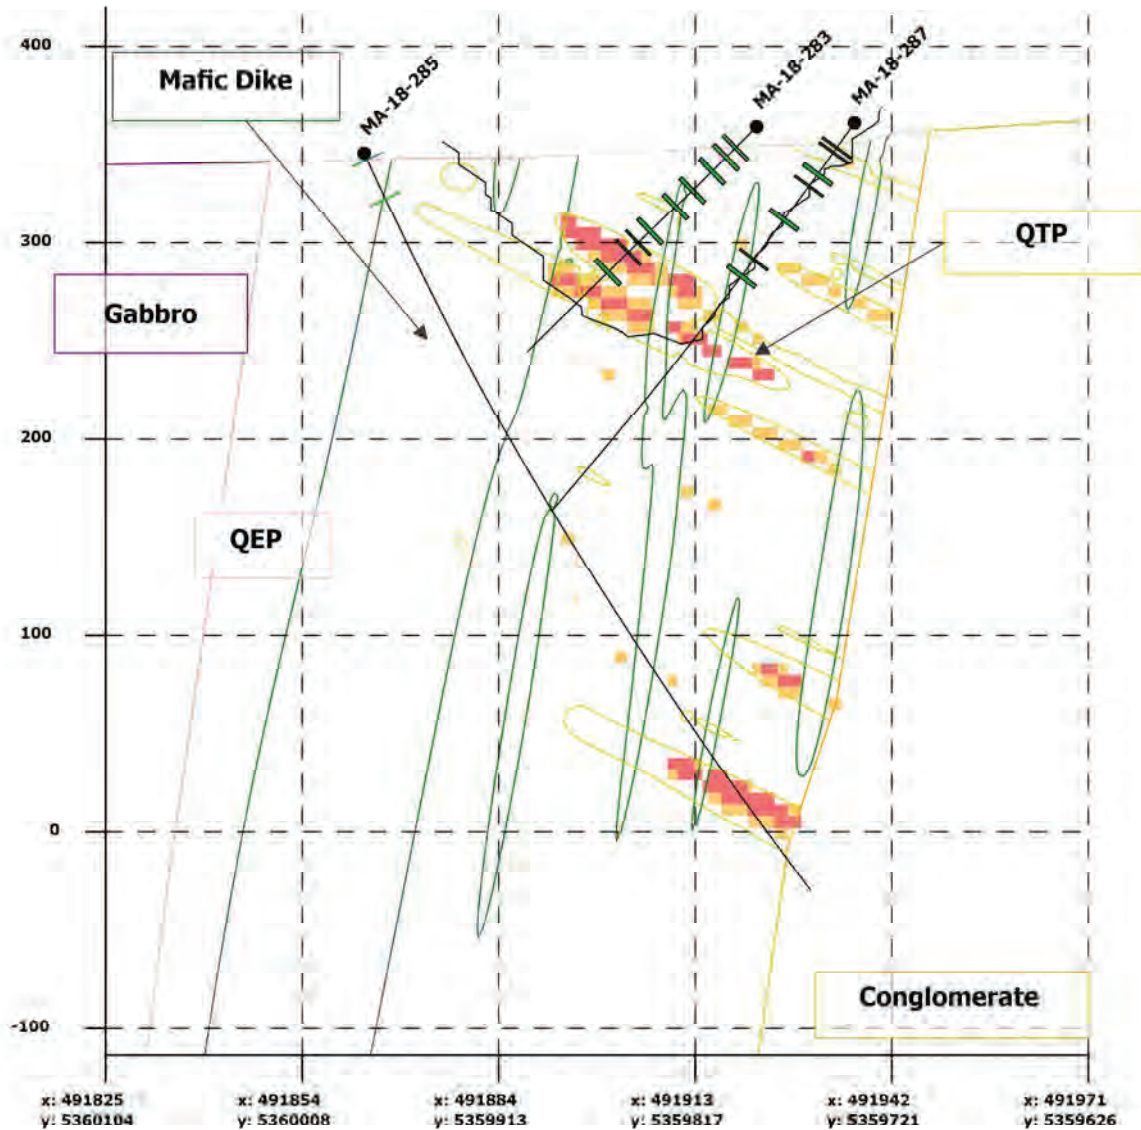 400
MA-18-283
MA-18-287
Mafic Dike
MA-18-285
300
QTP
Gabbro
200
QEP
100
0
Conglomerate
-100
x: 491825 x: 491854 x: 491884 x: 491913 x: 491942 x: 491971
y: 5360104 y: 5360008 y: 5359913 y: 5359817 y: 5359721 y: 5359626